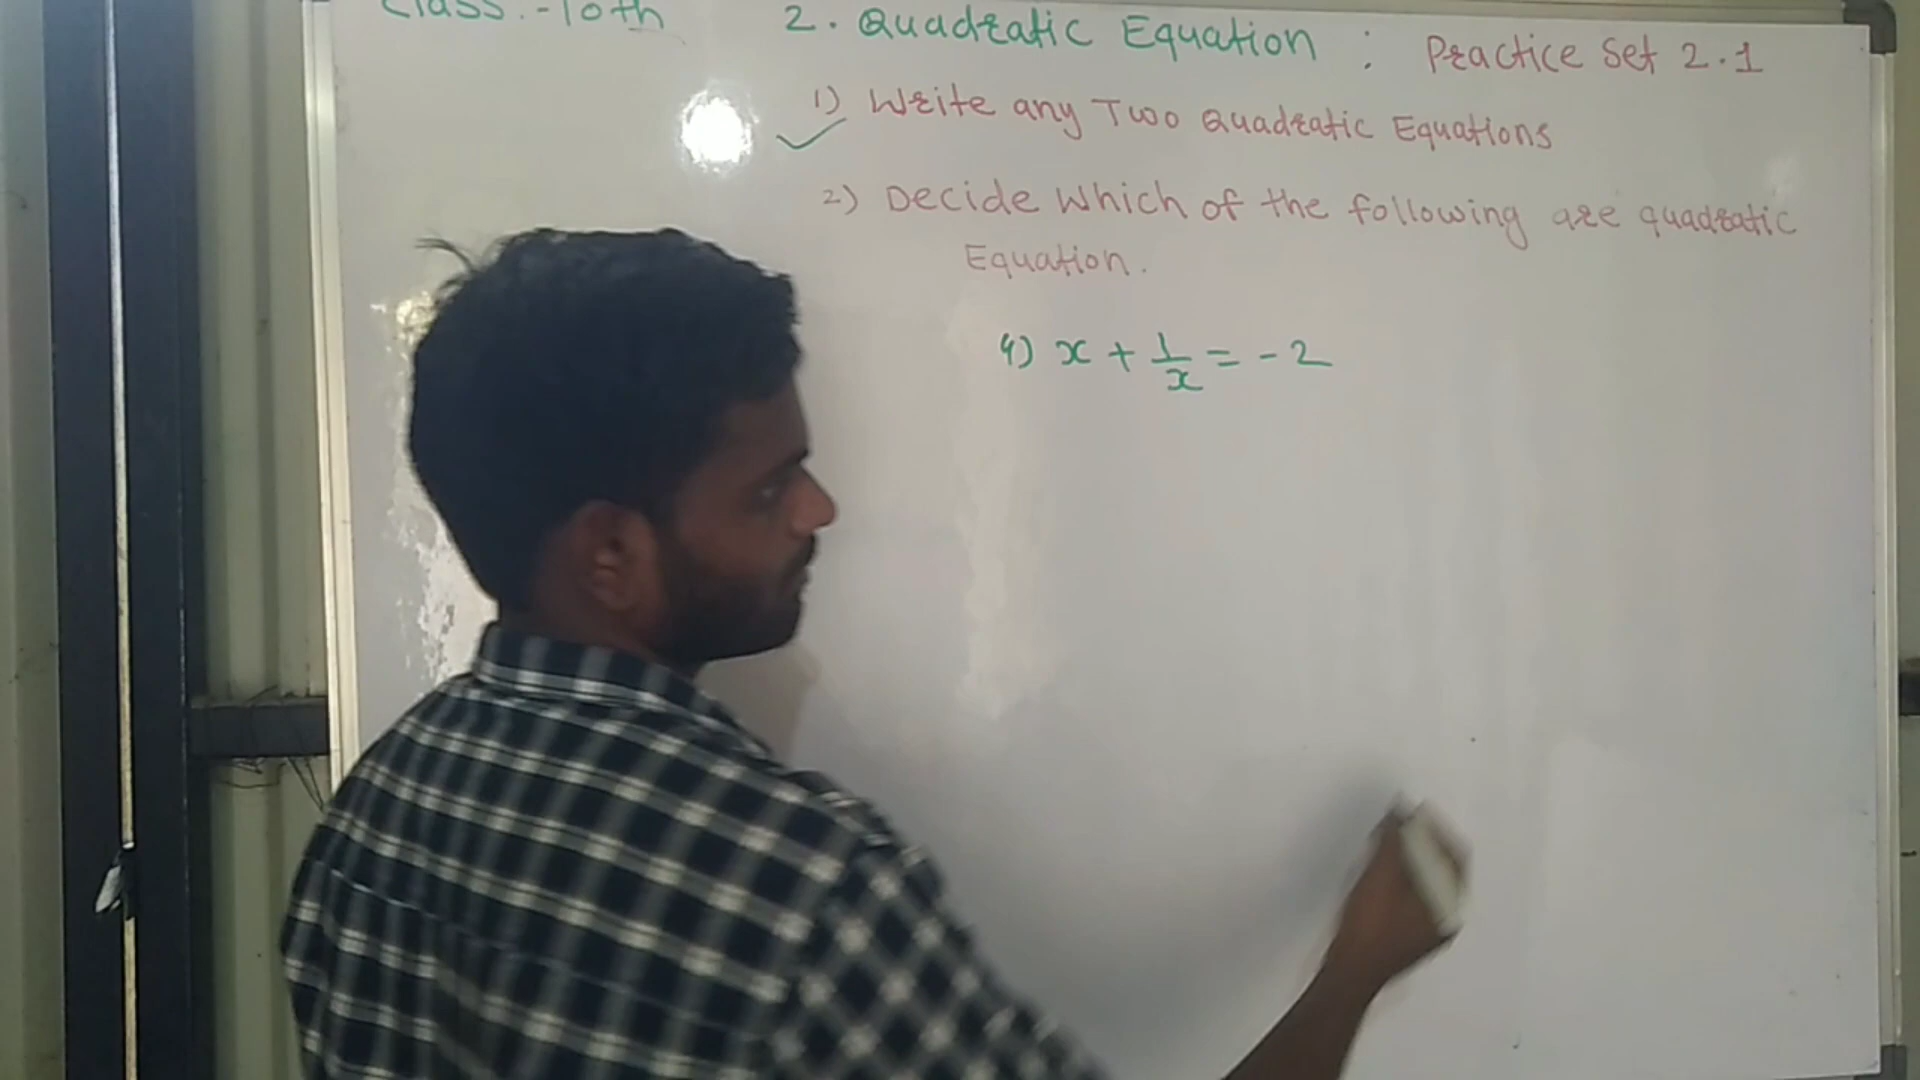 Class:-10th 2. Quadratic Equation : Practice Set 2.1
1) Write any Two Quadratic Equations
2) Decide Which of the following are quadratic
Equation.
4) x + 1/x = -2